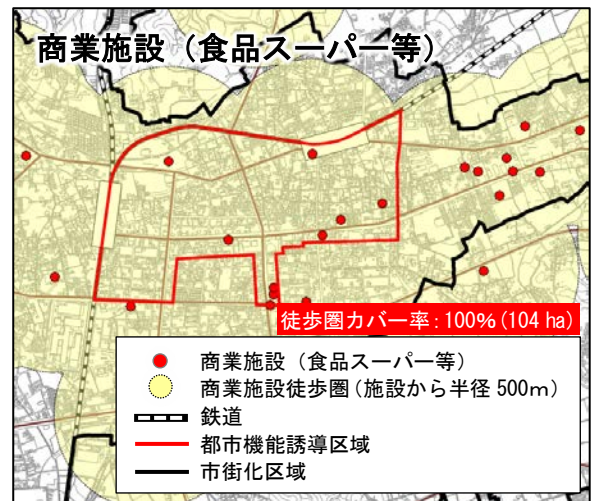 商業施設（食品スーパー等）
徒歩圏カバー率：100％(104 ha)
商業施設（食品スーパー等）
商業施設徒歩圏（施設から半径 500ｍ）
鉄道
都市機能誘導区域
市街化区域